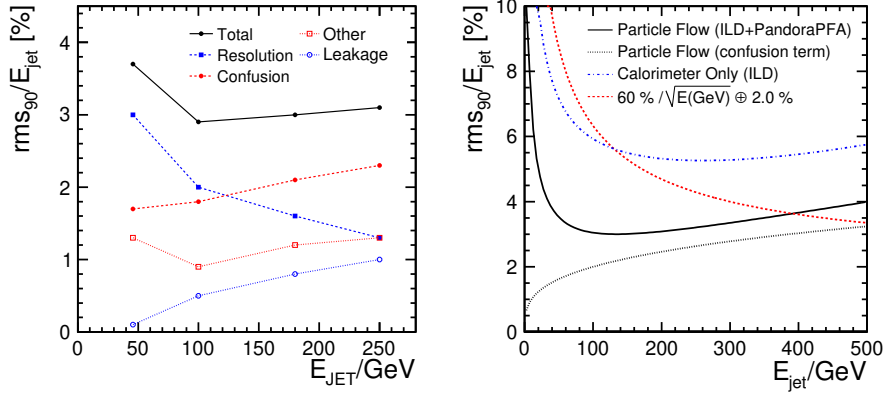 rms90/Ejet [%]
4
3
2
1
0
Total
Resolution
Confusion
Other
Leakage
0 50 100 150 200 250
EJET/GeV
rms90/Ejet [%]
10
8
6
4
2
0
Particle Flow (ILD+PandoraPFA)
Particle Flow (confusion term)
Calorimeter Only (ILD)
60 % /√E(GeV) ⊕ 2.0 %
0 100 200 300 400 500
Ejet/GeV